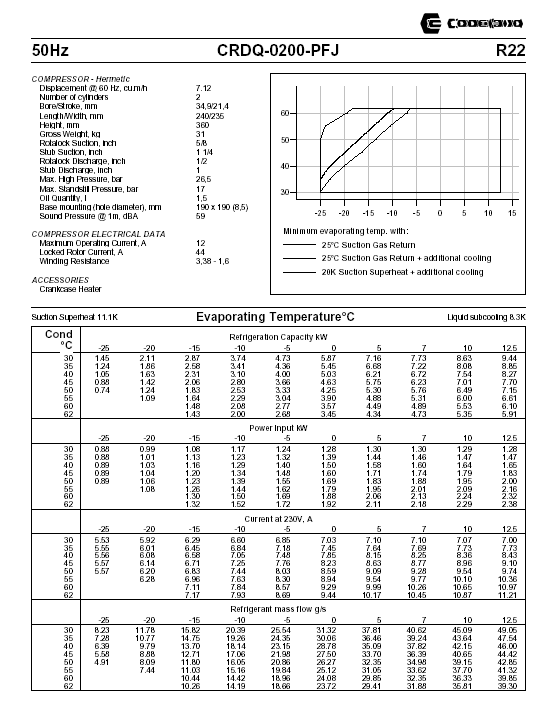 Copeland
50Hz CRDQ-0200-PFJ R22
COMPRESSOR - Hermetic
Displacement @ 60 Hz, cu.m/h 7.12
Number of cylinders 2
Bore/Stroke, mm 34,9/21,4
Length/Width, mm 240/235
Height, mm 360
Gross Weight, kg 31
Rotalock Suction, inch 5/8
Stub Suction, inch 1 1/4
Rotalock Discharge, inch 1/2
Stub Discharge, inch 1
Max. High Pressure, bar 26,5
Max. Standstill Pressure, bar 17
Oil Quantity, l 1,5
Base mounting (hole diameter), mm 190 x 190 (8,5)
Sound Pressure @ 1m, dBA 59
COMPRESSOR ELECTRICAL DATA
Maximum Operating Current, A 12
Locked Rotor Current, A 44
Winding Resistance 3,38 - 1,6
ACCESSORIES
Crankcase Heater
60
50
40
30
-25 -20 -15 -10 -5 0 5 10 15
Minimum evaporating temp. with:
25°C Suction Gas Return
25°C Suction Gas Return + additional cooling
20K Suction Superheat + additional cooling
Suction Superheat 11.1K Evaporating Temperature°C Liquid subcooling 8.3K
Cond
°C
Refrigeration Capacity kW
-25 -20 -15 -10 -5 0 5 7 10 12.5
30 1.45 2.11 2.87 3.74 4.73 5.87 7.16 7.73 8.63 9.44
35 1.24 1.86 2.58 3.41 4.36 5.45 6.68 7.22 8.08 8.85
40 1.05 1.63 2.31 3.10 4.00 5.03 6.21 6.72 7.54 8.27
45 0.88 1.42 2.06 2.80 3.66 4.63 5.75 6.23 7.01 7.70
50 0.74 1.24 1.83 2.53 3.33 4.25 5.30 5.76 6.49 7.15
55 1.09 1.64 2.29 3.04 3.90 4.88 5.31 6.00 6.61
60 1.48 2.08 2.77 3.57 4.49 4.89 5.53 6.10
62 1.43 2.00 2.68 3.45 4.34 4.73 5.35 5.91
Power Input kW
-25 -20 -15 -10 -5 0 5 7 10 12.5
30 0.88 0.99 1.08 1.17 1.24 1.28 1.30 1.30 1.29 1.28
35 0.88 1.01 1.13 1.23 1.32 1.39 1.44 1.46 1.47 1.47
40 0.89 1.03 1.16 1.29 1.40 1.50 1.58 1.60 1.64 1.65
45 0.89 1.04 1.20 1.34 1.48 1.60 1.71 1.74 1.79 1.83
50 0.89 1.06 1.23 1.39 1.55 1.69 1.83 1.88 1.95 2.00
55 1.08 1.26 1.44 1.62 1.79 1.95 2.01 2.09 2.16
60 1.30 1.50 1.69 1.88 2.06 2.13 2.24 2.32
62 1.32 1.52 1.72 1.92 2.11 2.18 2.29 2.38
Current at 230V, A
-25 -20 -15 -10 -5 0 5 7 10 12.5
30 5.53 5.92 6.29 6.60 6.85 7.03 7.10 7.10 7.07 7.00
35 5.55 6.01 6.45 6.84 7.18 7.45 7.64 7.69 7.73 7.73
40 5.56 6.08 6.58 7.05 7.48 7.85 8.15 8.25 8.36 8.43
45 5.57 6.14 6.71 7.25 7.76 8.23 8.63 8.77 8.96 9.10
50 5.57 6.20 6.83 7.44 8.03 8.59 9.09 9.28 9.54 9.74
55 6.28 6.96 7.63 8.30 8.94 9.54 9.77 10.10 10.36
60 7.11 7.84 8.57 9.29 9.99 10.26 10.65 10.97
62 7.17 7.93 8.69 9.44 10.17 10.45 10.87 11.21
Refrigerant mass flow g/s
-25 -20 -15 -10 -5 0 5 7 10 12.5
30 8.23 11.78 15.82 20.39 25.54 31.32 37.81 40.62 45.09 49.05
35 7.28 10.77 14.75 19.26 24.35 30.06 36.46 39.24 43.64 47.54
40 6.39 9.79 13.70 18.14 23.15 28.78 35.09 37.82 42.15 46.00
45 5.58 8.88 12.71 17.06 21.98 27.50 33.70 36.39 40.65 44.42
50 4.91 8.09 11.80 16.05 20.86 26.27 32.35 34.98 39.15 42.85
55 7.44 11.03 15.16 19.84 25.12 31.05 33.62 37.70 41.32
60 10.44 14.42 18.96 24.08 29.85 32.35 36.33 39.85
62 10.26 14.19 18.66 23.72 29.41 31.88 35.81 39.30